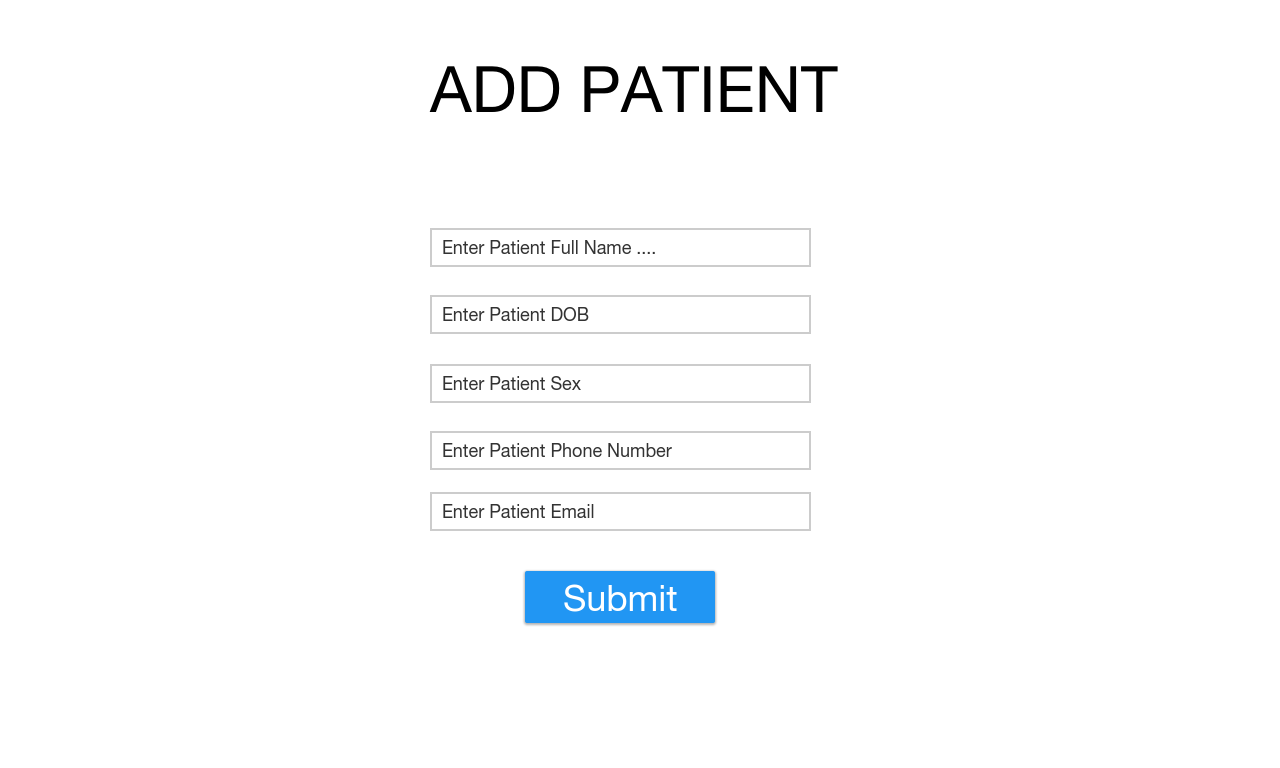 ADD PATIENT
Enter Patient Full Name ....
Enter Patient DOB
Enter Patient Sex
Enter Patient Phone Number
Enter Patient Email
Submit